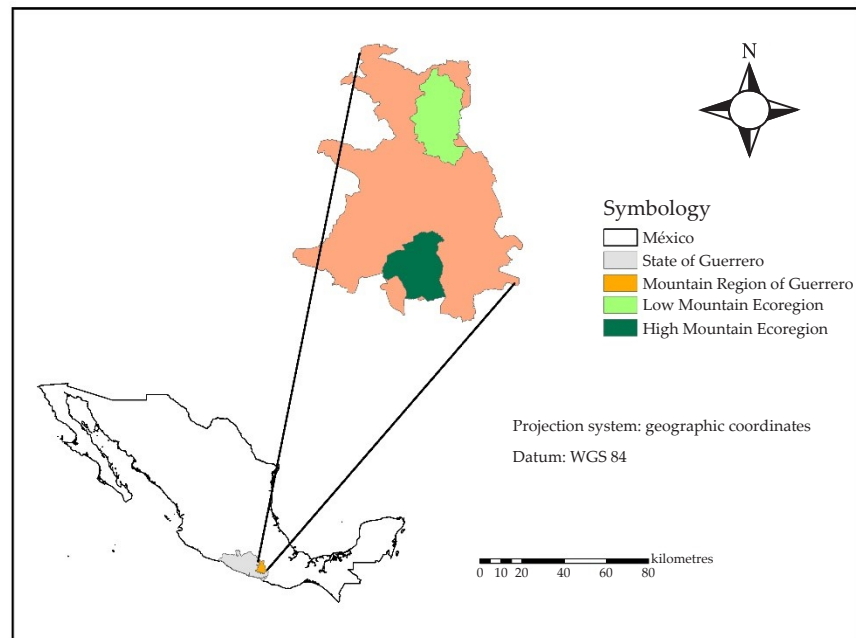 N
Symbology
México
State of Guerrero
Mountain Region of Guerrero
Low Mountain Ecoregion
High Mountain Ecoregion
Projection system: geographic coordinates
Datum: WGS 84
kilometres
0 10 20 40 60 80